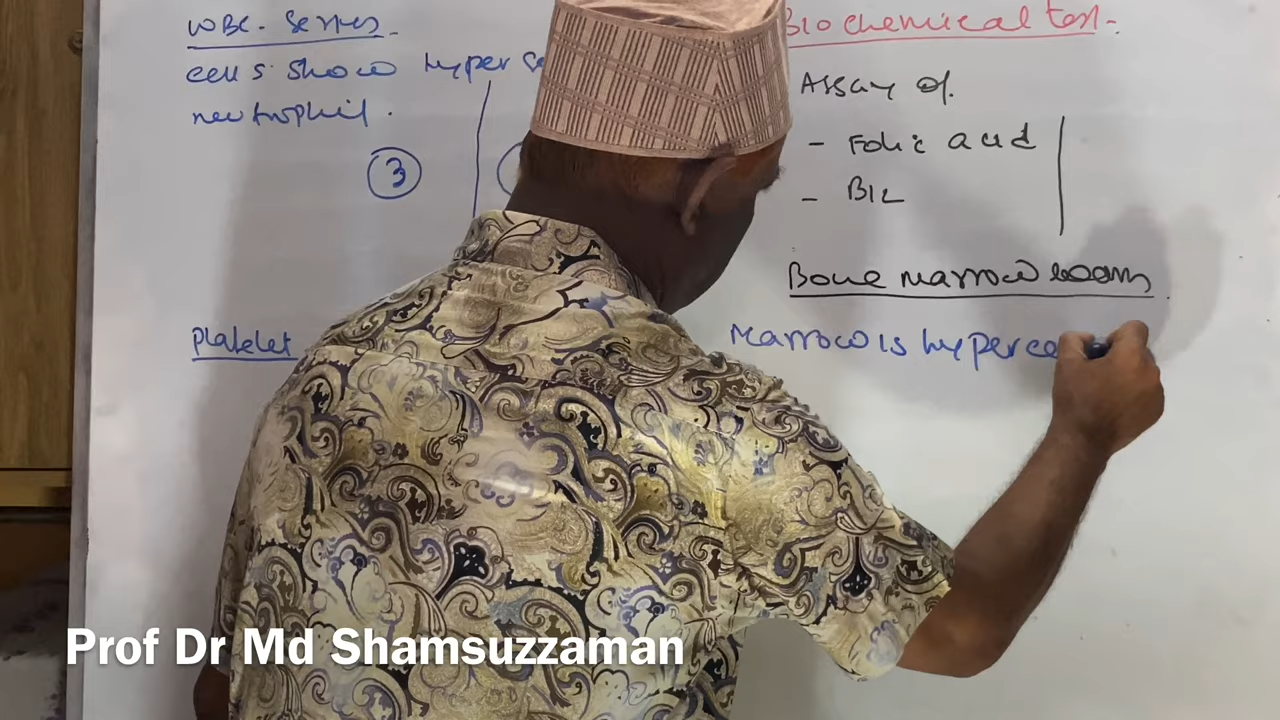 WBC. Series
cells show hyper se
neutrophil.
3
Platelet
Biochemical test.
Assay of.
- Folic acid
- B12
Bone marrow exam
Marrow is hyperce
Prof Dr Md Shamsuzzaman